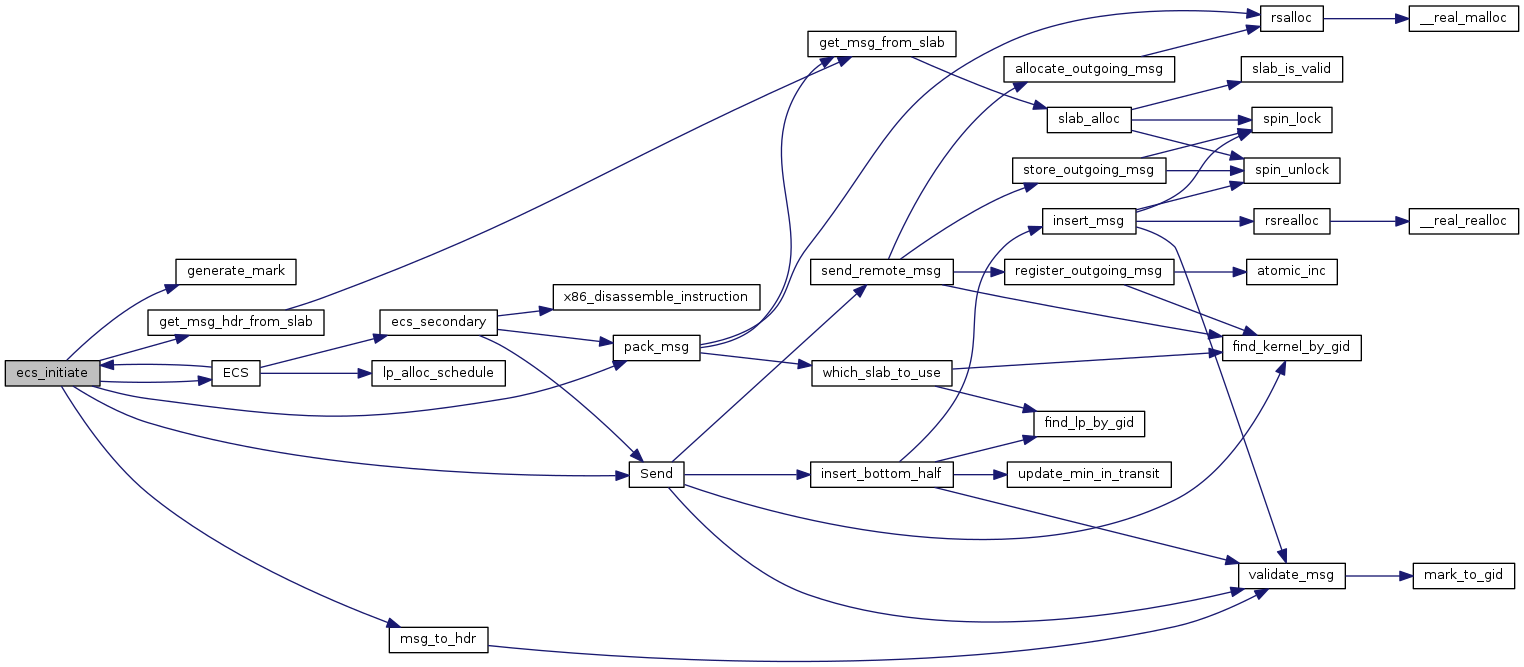 ecs_initiate
generate_mark
get_msg_hdr_from_slab
ECS
ecs_secondary
lp_alloc_schedule
msg_to_hdr
x86_disassemble_instruction
pack_msg
Send
get_msg_from_slab
send_remote_msg
which_slab_to_use
insert_bottom_half
allocate_outgoing_msg
slab_alloc
store_outgoing_msg
insert_msg
register_outgoing_msg
find_lp_by_gid
update_min_in_transit
rsalloc
slab_is_valid
spin_lock
spin_unlock
rsrealloc
atomic_inc
find_kernel_by_gid
validate_msg
__real_malloc
__real_realloc
mark_to_gid